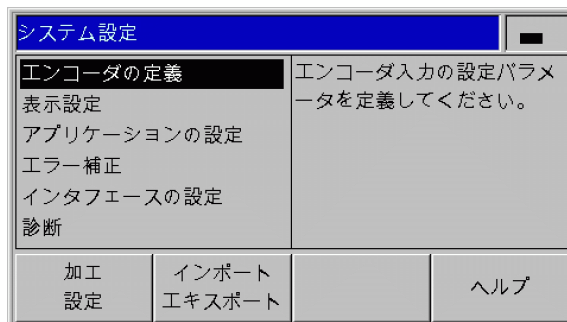 システム設定
エンコーダの定義
表示設定
アプリケーションの設定
エラー補正
インタフェースの設定
診断
エンコーダ入力の設定パラメ
ータを定義してください。
加工
設定
インポート
エキスポート
ヘルプ